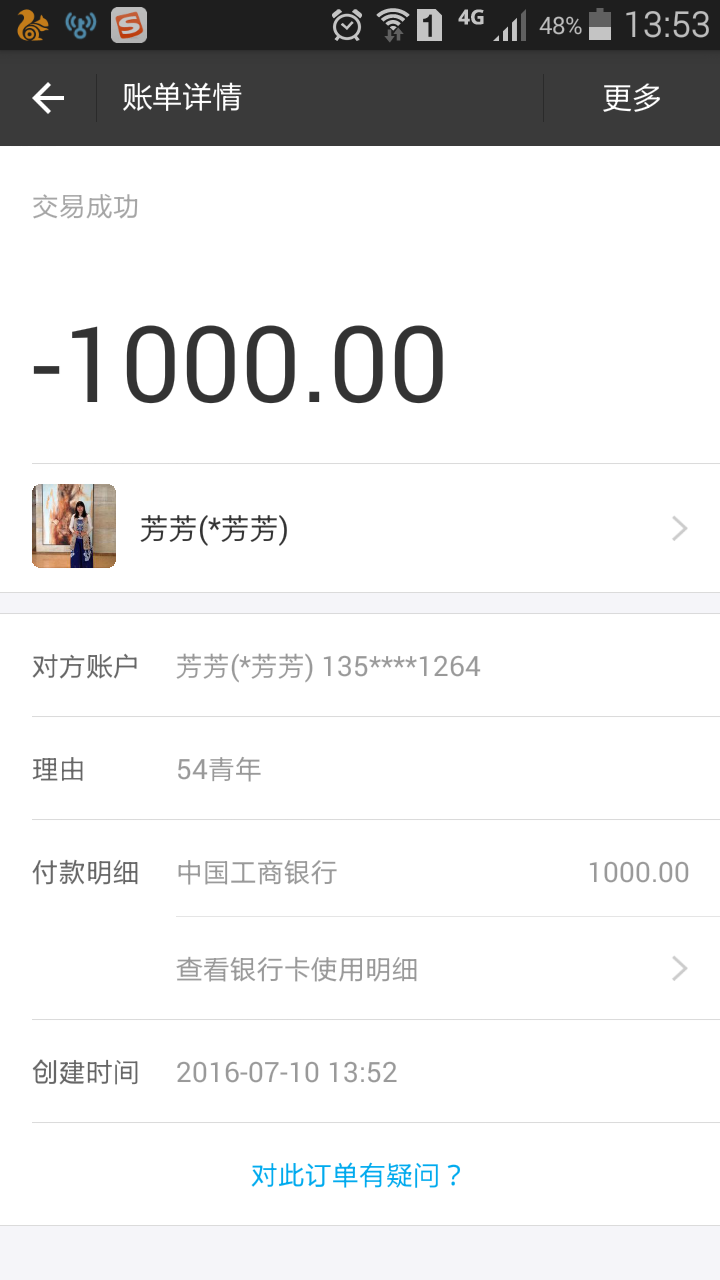 4G 48% 13:53
账单详情 更多
交易成功
-1000.00
芳芳(*芳芳)
对方账户 芳芳(*芳芳) 135****1264
理由 54青年
付款明细 中国工商银行 1000.00
查看银行卡使用明细
创建时间 2016-07-10 13:52
对此订单有疑问？